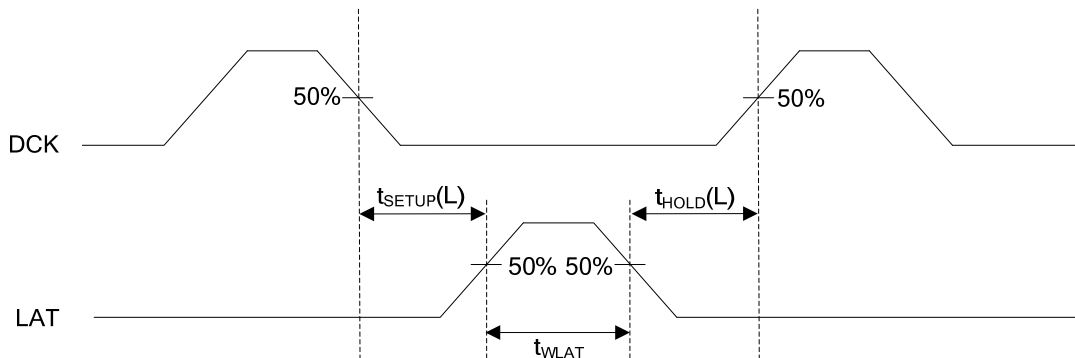 50%
50%
DCK
tSETUP(L)
tHOLD(L)
50% 50%
LAT
tWLAT